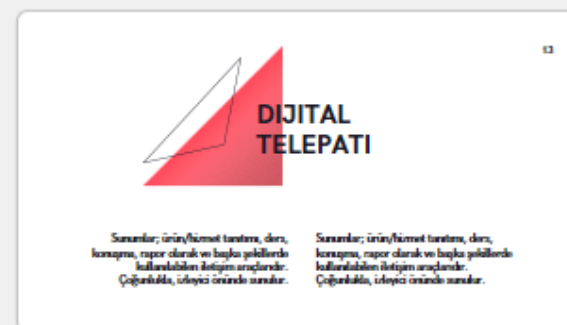 13
DIJITAL
TELEPATI
Sunumlar; ürün/hizmet tanıtımı, ders,
konuşma, rapor olarak ve başka şekillerde
kullanılabilen iletişim araçlarıdır.
Çoğunlukla, izleyici önünde sunulur.
Sunumlar; ürün/hizmet tanıtımı, ders,
konuşma, rapor olarak ve başka şekillerde
kullanılabilen iletişim araçlarıdır.
Çoğunlukla, izleyici önünde sunulur.